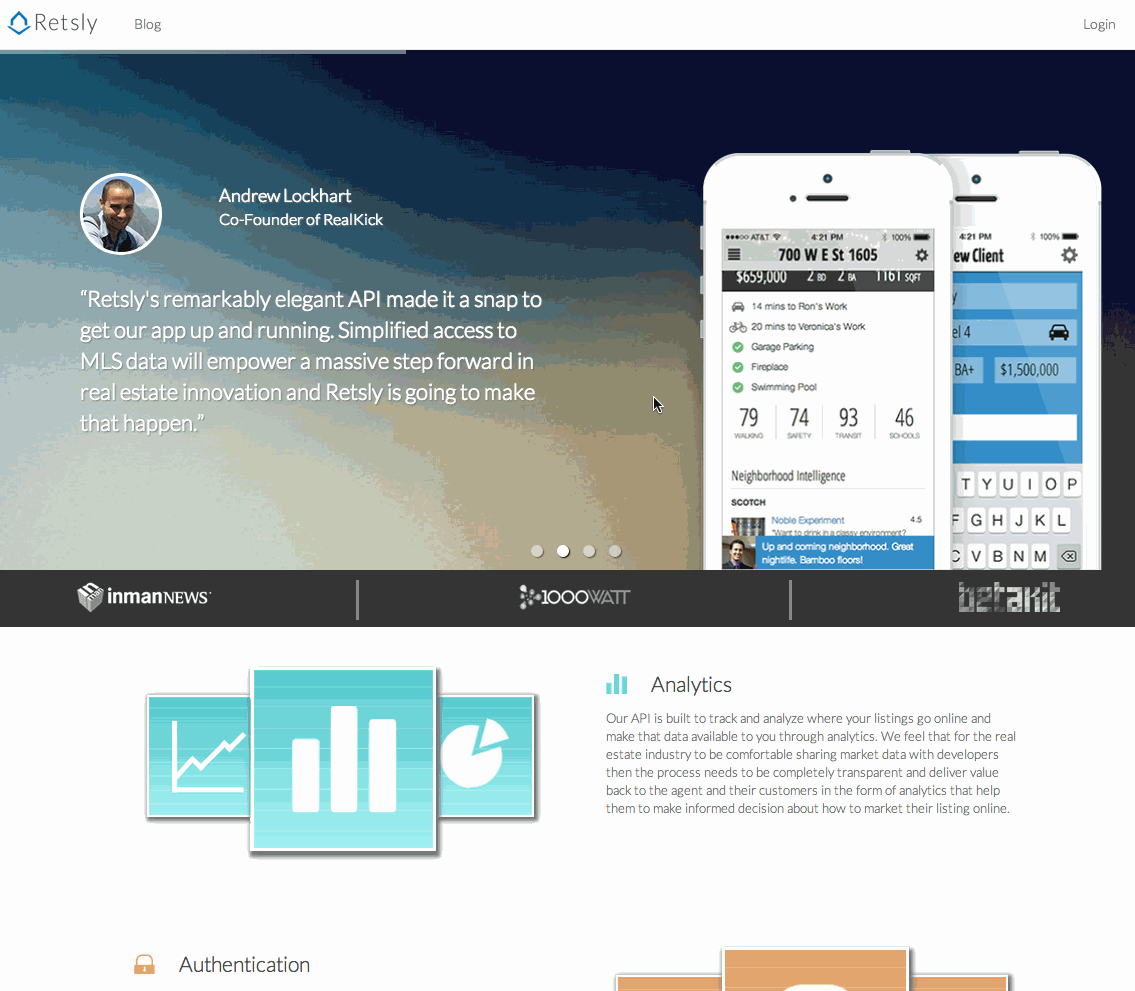 Retsly
Blog
Login
Andrew Lockhart
Co-Founder of RealKick
“Retsly's remarkably elegant API made it a snap to
get our app up and running. Simplified access to
MLS data will empower a massive step forward in
real estate innovation and Retsly is going to make
that happen.”
AT&T 4:21 PM 100%
700 W E St 1605
$659,000 2 BD 2 BA 1161 SQFT
14 mins to Ron's Work
20 mins to Veronica's Work
Garage Parking
Fireplace
Swimming Pool
79 74 93 46
WALKING SAFETY TRANSIT SCHOOLS
Neighborhood Intelligence
SCOTCH
Noble Experiment 4.5
"Want to drink in a classy environment?
Up and coming neighborhood. Great
nightlife. Bamboo floors!
4:21 PM 100%
ew Client
y
el 4
BA+ $1,500,000
T Y U I O P
F G H J K L
C V B N M
inmanNEWS
1000WATT
betakit
Analytics
Our API is built to track and analyze where your listings go online and
make that data available to you through analytics. We feel that for the real
estate industry to be comfortable sharing market data with developers
then the process needs to be completely transparent and deliver value
back to the agent and their customers in the form of analytics that help
them to make informed decision about how to market their listing online.
Authentication